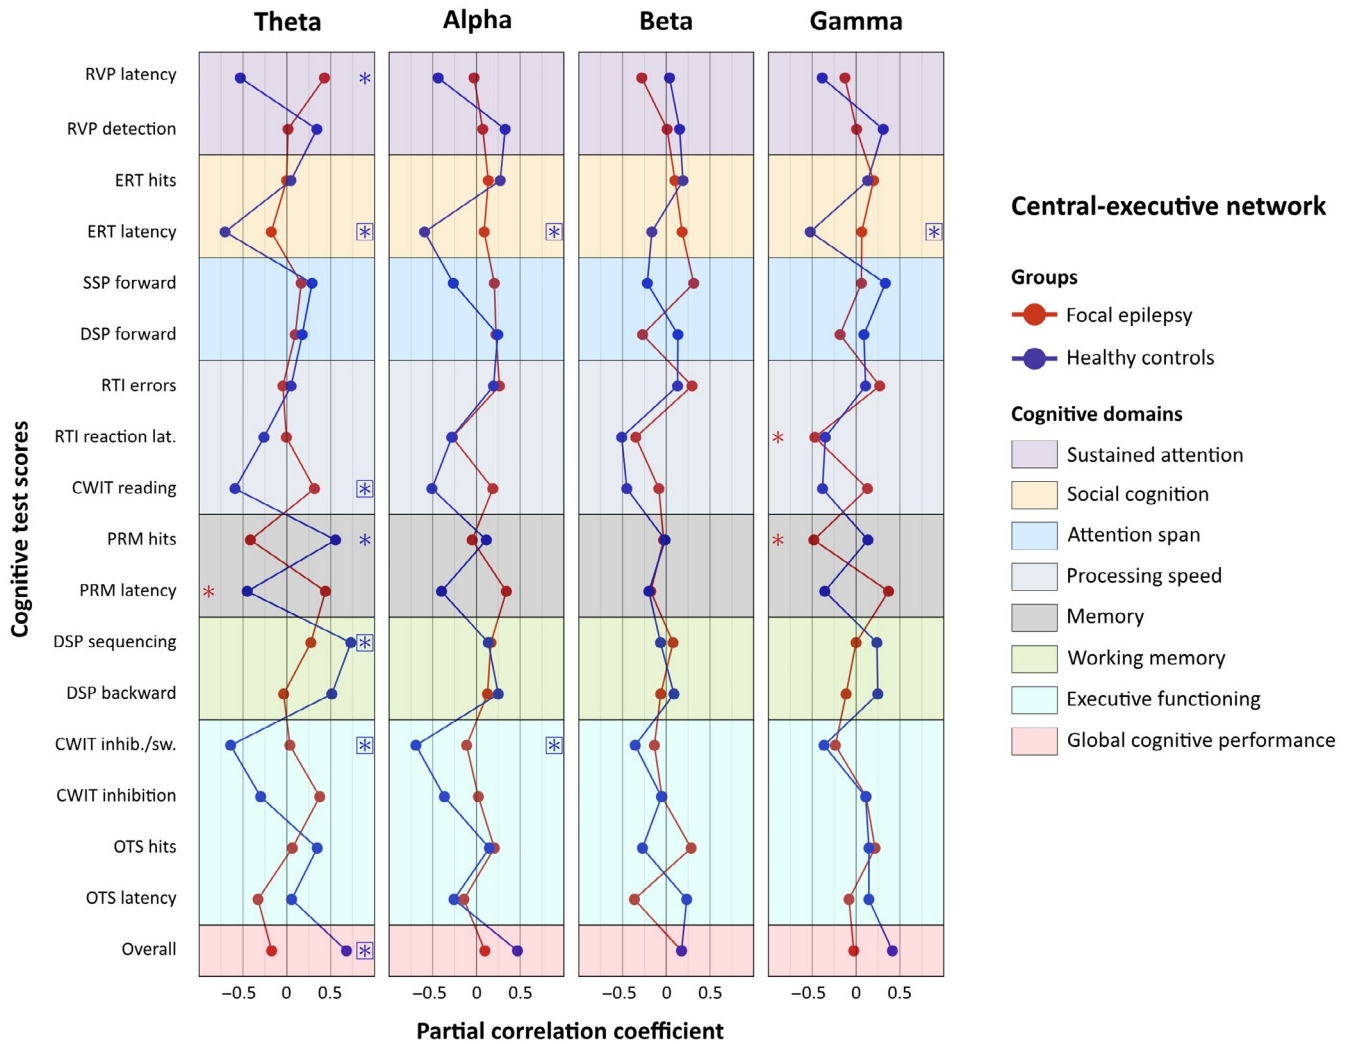 Theta Alpha Beta Gamma
RVP latency *
RVP detection
ERT hits
ERT latency * * *
SSP forward
DSP forward
RTI errors
RTI reaction lat. *
CWIT reading *
PRM hits * *
PRM latency *
DSP sequencing *
DSP backward
CWIT inhib./sw. * *
CWIT inhibition
OTS hits
OTS latency
Overall *
−0.5 0 0.5 −0.5 0 0.5 −0.5 0 0.5 −0.5 0 0.5
Partial correlation coefficient
Cognitive test scores
Central-executive network
Groups
Focal epilepsy
Healthy controls
Cognitive domains
Sustained attention
Social cognition
Attention span
Processing speed
Memory
Working memory
Executive functioning
Global cognitive performance